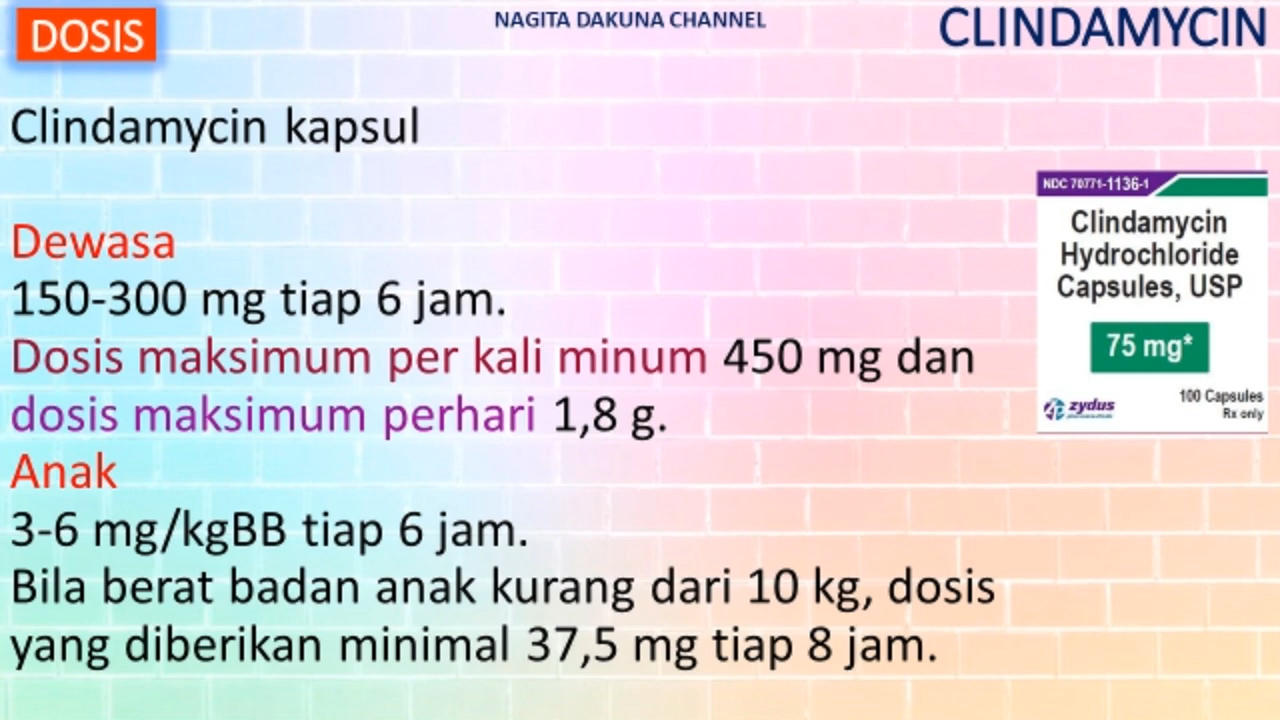 DOSIS
NAGITA DAKUNA CHANNEL
CLINDAMYCIN
Clindamycin kapsul
Dewasa
150-300 mg tiap 6 jam.
Dosis maksimum per kali minum 450 mg dan
dosis maksimum perhari 1,8 g.
Anak
3-6 mg/kgBB tiap 6 jam.
Bila berat badan anak kurang dari 10 kg, dosis
yang diberikan minimal 37,5 mg tiap 8 jam.
NDC 70771-1136-1
Clindamycin
Hydrochloride
Capsules, USP
75 mg*
100 Capsules
Rx only
zydus